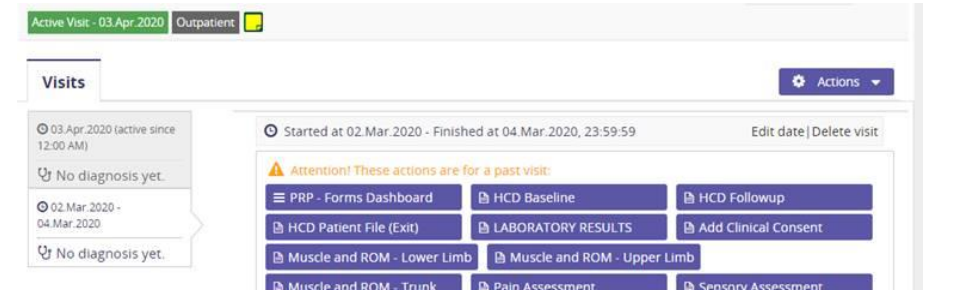 Active Visit - 03.Apr.2020 Outpatient
Visits
Actions
03.Apr.2020 (active since
12:00 AM)
No diagnosis yet.
02.Mar.2020 -
04.Mar.2020
No diagnosis yet.
Started at 02.Mar.2020 - Finished at 04.Mar.2020, 23:59:59 Edit date|Delete visit
Attention! These actions are for a past visit:
PRP - Forms Dashboard HCD Baseline HCD Followup
HCD Patient File (Exit) LABORATORY RESULTS Add Clinical Consent
Muscle and ROM - Lower Limb Muscle and ROM - Upper Limb
Muscle and ROM - Trunk Pain Assessment Sensory Assessment